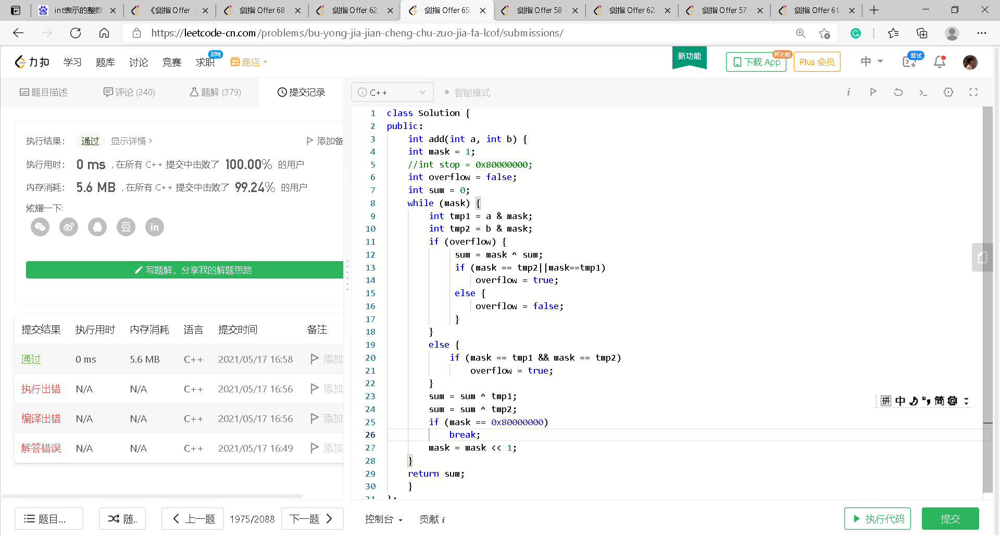 int表示的整数
《剑指 Offer（
剑指 Offer 68 -
剑指 Offer 62.
剑指 Offer 65.
剑指 Offer 58 -
剑指 Offer 62.
剑指 Offer 57 -
剑指 Offer 61.
https://leetcode-cn.com/problems/bu-yong-jia-jian-cheng-chu-zuo-jia-fa-lcof/submissions/
力扣
学习
题库
讨论
竞赛
求职
招聘
商店
新功能
下载 App
新功能
Plus 会员
中
面试
题目描述
评论 (240)
题解 (379)
提交记录
C++
智能模式
执行结果：
通过
显示详情 >
添加备
执行用时：
0 ms , 在所有 C++ 提交中击败了 100.00% 的用户
内存消耗：
5.6 MB , 在所有 C++ 提交中击败了 99.24% 的用户
炫耀一下:
豆
in
写题解，分享我的解题思路
提交结果 执行用时 内存消耗 语言 提交时间 备注
通过 0 ms 5.6 MB C++ 2021/05/17 16:58 添加
执行出错 N/A N/A C++ 2021/05/17 16:56 添加
编译出错 N/A N/A C++ 2021/05/17 16:56 添加
解答错误 N/A N/A C++ 2021/05/17 16:49 添加
1 class Solution {
2 public:
3 int add(int a, int b) {
4 int mask = 1;
5 //int stop = 0x80000000;
6 int overflow = false;
7 int sum = 0;
8 while (mask) {
9 int tmp1 = a & mask;
10 int tmp2 = b & mask;
11 if (overflow) {
12 sum = mask ^ sum;
13 if (mask == tmp2||mask==tmp1)
14 overflow = true;
15 else {
16 overflow = false;
17 }
18 }
19 else {
20 if (mask == tmp1 && mask == tmp2)
21 overflow = true;
22 }
23 sum = sum ^ tmp1;
24 sum = sum ^ tmp2;
25 if (mask == 0x80000000)
26 break;
27 mask = mask << 1;
28 }
29 return sum;
30 }
31 };
拼 中 简
题目...
随..
上一题
1975/2088
下一题
控制台
贡献 i
执行代码
提交